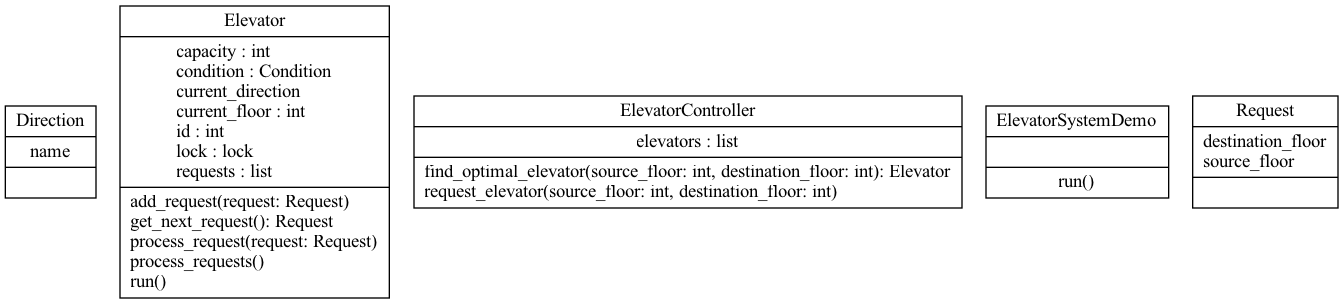 Direction
name
Elevator
capacity : int
condition : Condition
current_direction
current_floor : int
id : int
lock : lock
requests : list
add_request(request: Request)
get_next_request(): Request
process_request(request: Request)
process_requests()
run()
ElevatorController
elevators : list
find_optimal_elevator(source_floor: int, destination_floor: int): Elevator
request_elevator(source_floor: int, destination_floor: int)
ElevatorSystemDemo
run()
Request
destination_floor
source_floor